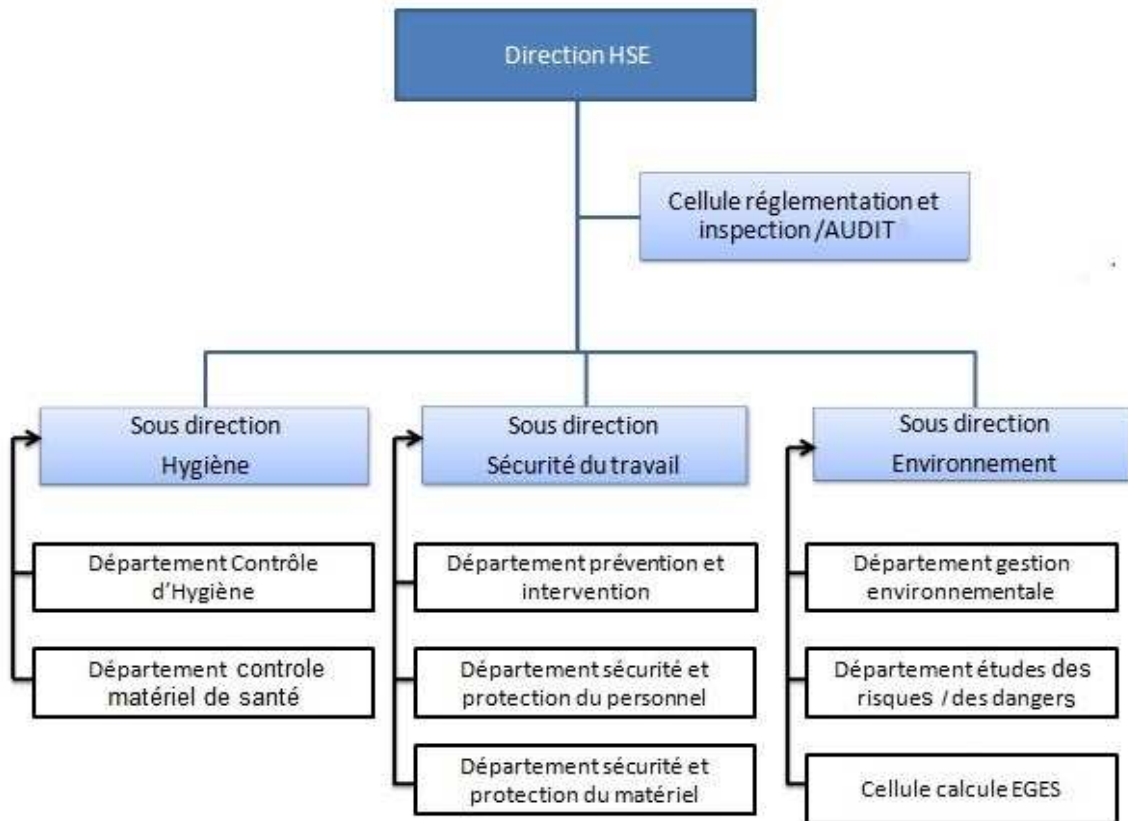 Direction HSE
Cellule réglementation et
inspection /AUDIT
Sous direction
Hygiène
Sous direction
Sécurité du travail
Sous direction
Environnement
Département Contrôle
d'Hygiène
Département controle
matériel de santé
Département prévention et
intervention
Département sécurité et
protection du personnel
Département sécurité et
protection du matériel
Département gestion
environnementale
Département études des
risques / des dangers
Cellule calcule EGES